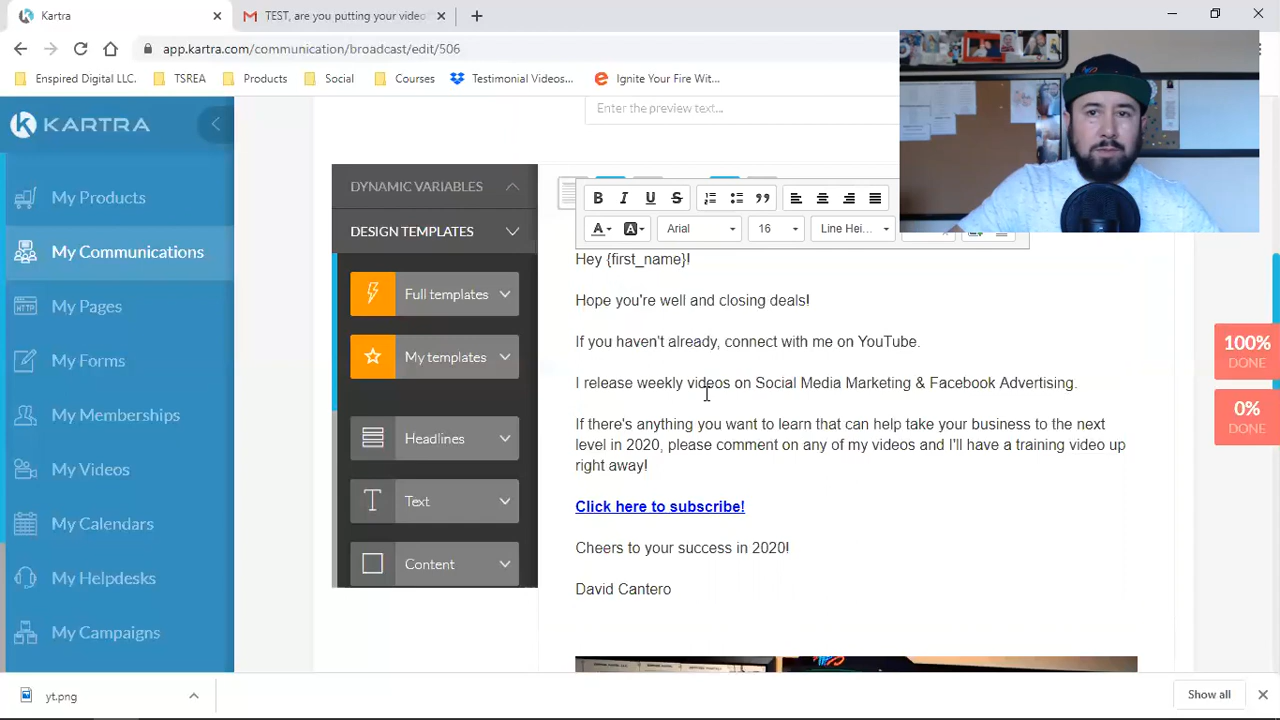 Kartra
TEST, are you putting your video
app.kartra.com/communication/broadcast/edit/506
Enspired Digital LLC.
TSREA
Products
Testimonial Videos...
Ignite Your Fire Wit...
KARTRA
Enter the preview text...
My Products
My Communications
My Pages
My Forms
My Memberships
My Videos
My Calendars
My Helpdesks
My Campaigns
DYNAMIC VARIABLES
DESIGN TEMPLATES
Full templates
My templates
Headlines
Text
Content
B I U S
Arial
16
Line Hei...
Hey {first_name}!
Hope you're well and closing deals!
If you haven't already, connect with me on YouTube.
I release weekly videos on Social Media Marketing & Facebook Advertising.
If there's anything you want to learn that can help take your business to the next
level in 2020, please comment on any of my videos and I'll have a training video up
right away!
Click here to subscribe!
Cheers to your success in 2020!
David Cantero
100%
DONE
0%
DONE
yt.png
Show all